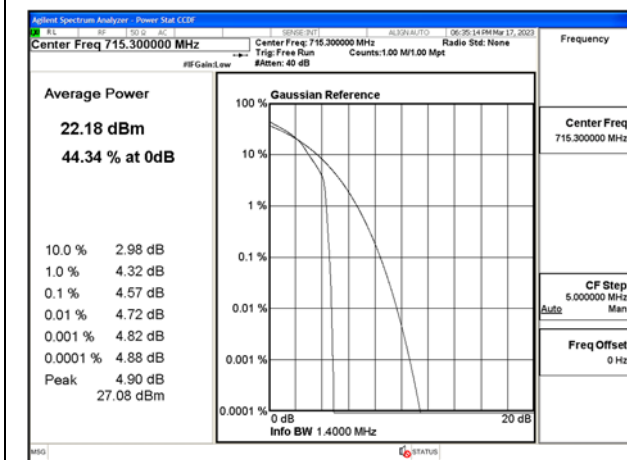 Agilent Spectrum Analyzer - Power Stat CCDF
RL RF 50 Ω AC SENSE:INT ALIGN AUTO 06:35:14 PM Mar 17, 2023
Center Freq 715.300000 MHz
Center Freq: 715.300000 MHz Radio Std: None
Trig: Free Run Counts:1.00 M/1.00 Mpt
#IFGain:Low #Atten: 40 dB
Frequency
Average Power
22.18 dBm
44.34 % at 0dB
10.0 % 2.98 dB
1.0 % 4.32 dB
0.1 % 4.57 dB
0.01 % 4.72 dB
0.001 % 4.82 dB
0.0001 % 4.88 dB
Peak 4.90 dB
27.08 dBm
Gaussian Reference
100 %
10 %
1 %
0.1 %
0.01 %
0.001 %
0.0001 %
0 dB 20 dB
Info BW 1.4000 MHz
Center Freq
715.300000 MHz
CF Step
5.000000 MHz
Auto Man
Freq Offset
0 Hz
MSG STATUS